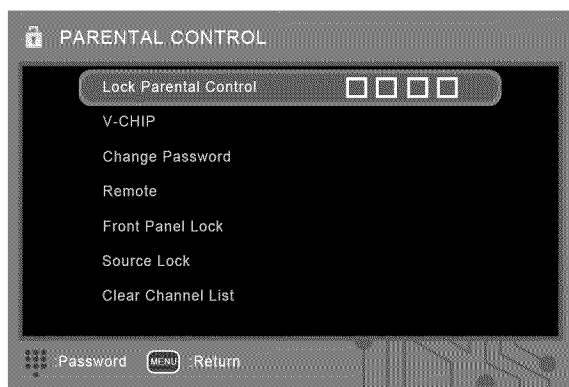 PARENTAL CONTROL
Lock Parental Control
V-CHIP
Change Password
Remote
Front Panel Lock
Source Lock
Clear Channel List
:Password MENU :Return